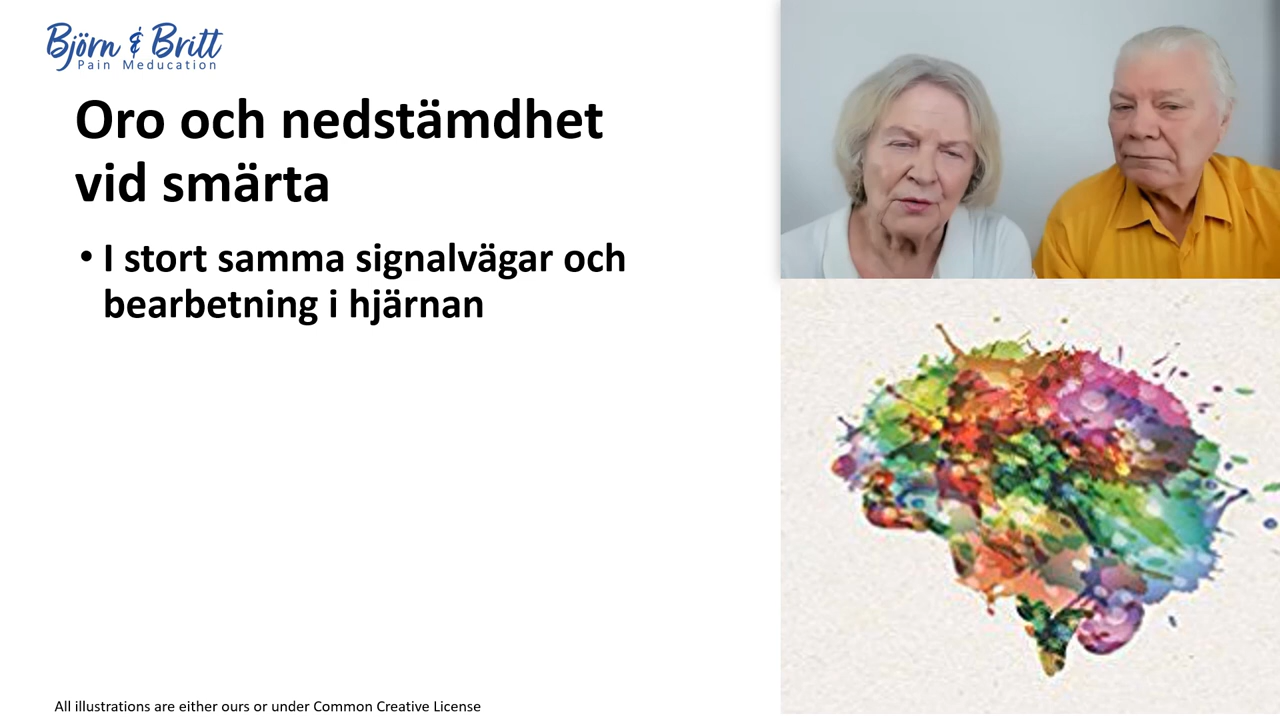 Björn & Britt
Pain Meducation
Oro och nedstämdhet
vid smärta
• I stort samma signalvägar och
bearbetning i hjärnan
All illustrations are either ours or under Common Creative License